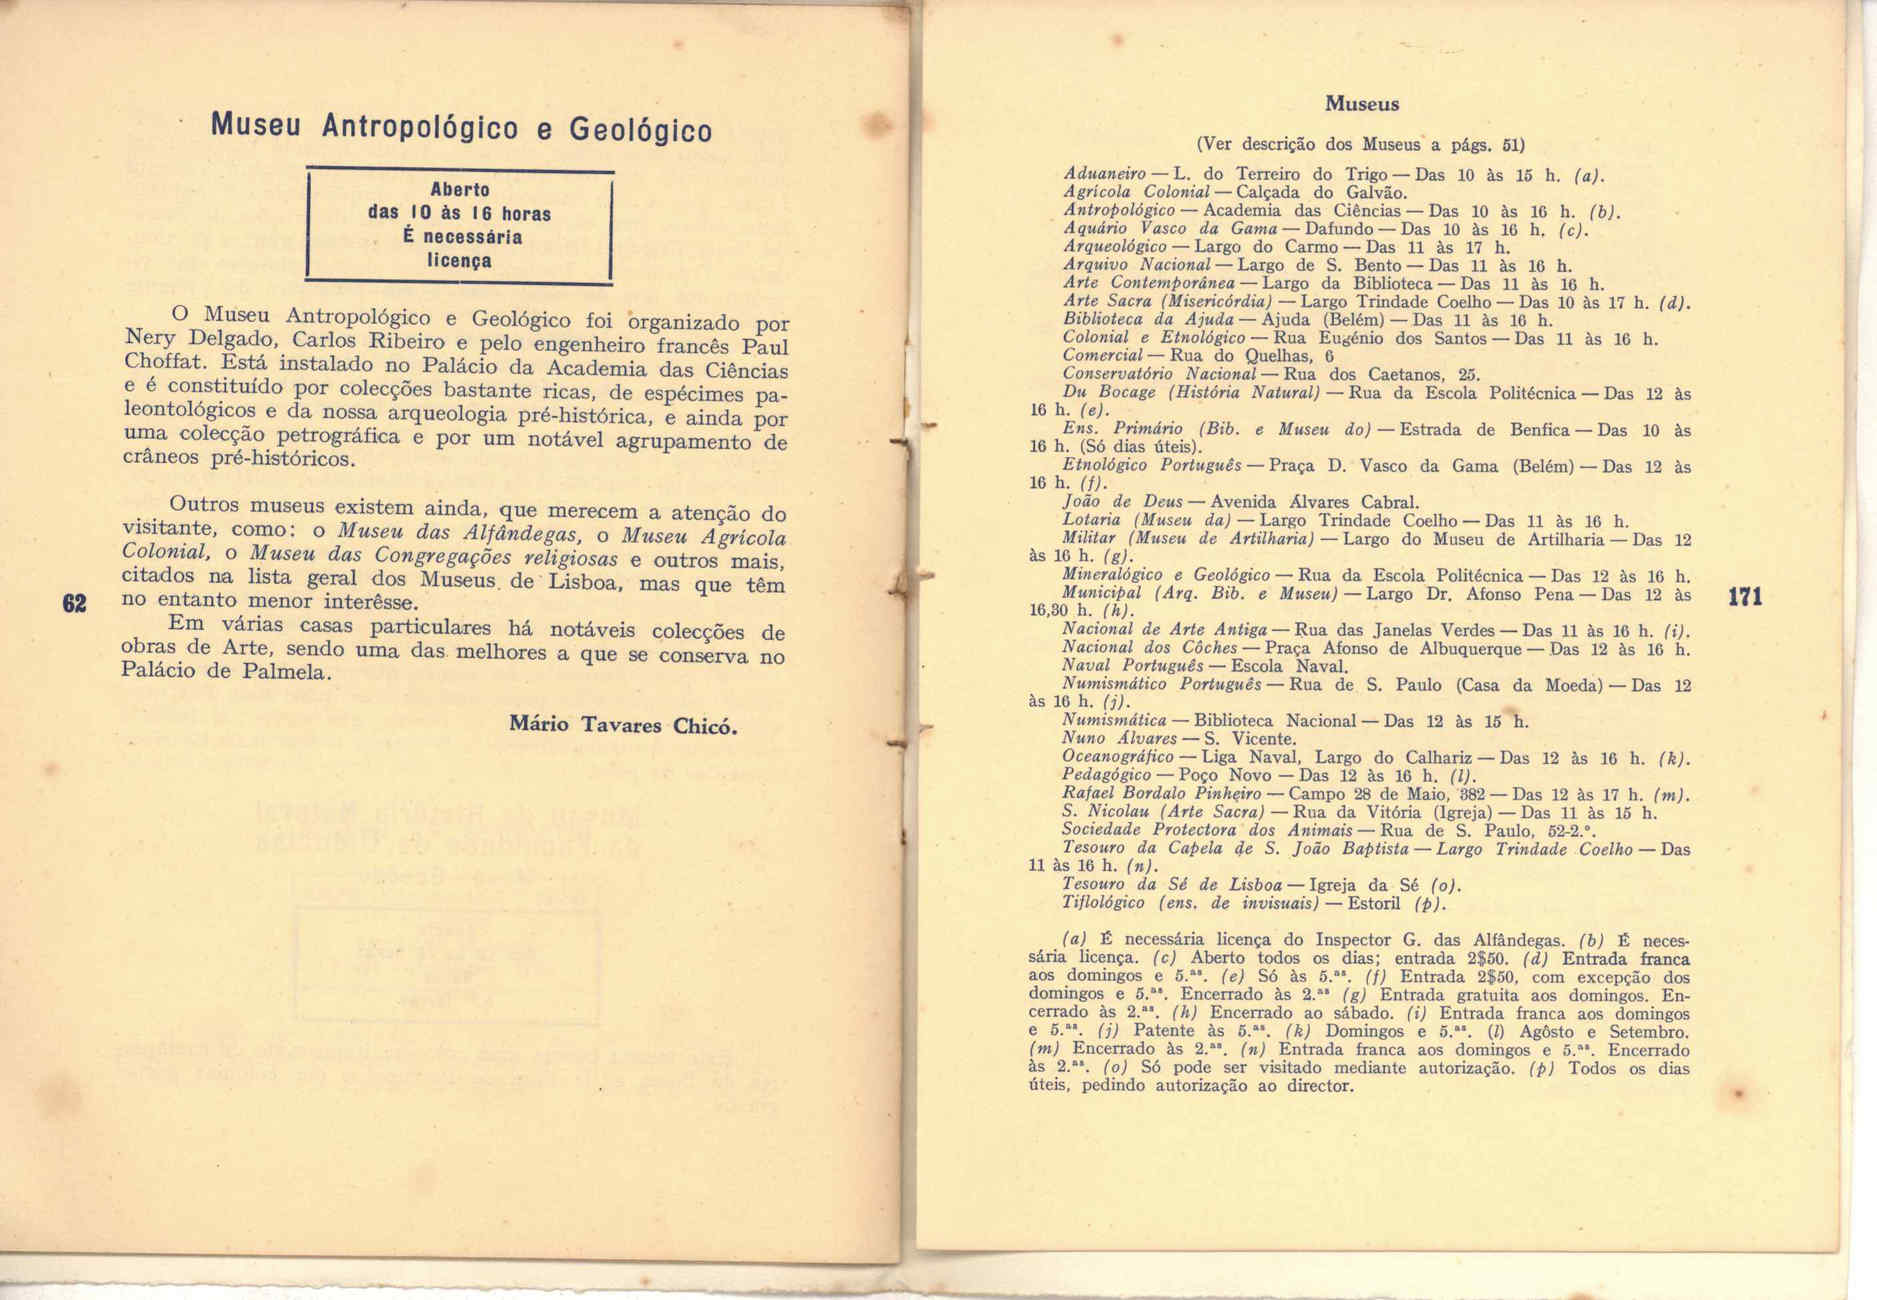 Museu Antropológico e Geológico
Aberto
das 10 às 16 horas
É necessária
licença
O Museu Antropológico e Geológico foi organizado por
Nery Delgado, Carlos Ribeiro e pelo engenheiro francês Paul
Choffat. Está instalado no Palácio da Academia das Ciências
e é constituído por colecções bastante ricas, de espécimes pa-
leontológicos e da nossa arqueologia pré-histórica, e ainda por
uma colecção petrográfica e por um notável agrupamento de
crâneos pré-históricos.
Outros museus existem ainda, que merecem a atenção do
visitante, como: o Museu das Alfândegas, o Museu Agrícola
Colonial, o Museu das Congregações religiosas e outros mais,
citados na lista geral dos Museus de Lisboa, mas que têm
no entanto menor interêsse.
Em várias casas particulares há notáveis colecções de
obras de Arte, sendo uma das melhores a que se conserva no
Palácio de Palmela.
Mário Tavares Chicó.
62
Museus
(Ver descrição dos Museus a págs. 51)
Aduaneiro — L. do Terreiro do Trigo — Das 10 às 15 h. (a).
Agrícola Colonial — Calçada do Galvão.
Antropológico — Academia das Ciências — Das 10 às 16 h. (b).
Aquário Vasco da Gama — Dafundo — Das 10 às 16 h. (c).
Arqueológico — Largo do Carmo — Das 11 às 17 h.
Arquivo Nacional — Largo de S. Bento — Das 11 às 16 h.
Arte Contemporânea — Largo da Biblioteca — Das 11 às 16 h.
Arte Sacra (Misericórdia) — Largo Trindade Coelho — Das 10 às 17 h. (d).
Biblioteca da Ajuda — Ajuda (Belém) — Das 11 às 16 h.
Colonial e Etnológico — Rua Eugénio dos Santos — Das 11 às 16 h.
Comercial — Rua do Quelhas, 6
Conservatório Nacional — Rua dos Caetanos, 25.
Du Bocage (História Natural) — Rua da Escola Politécnica — Das 12 às
16 h. (e).
Ens. Primário (Bib. e Museu do) — Estrada de Benfica — Das 10 às
16 h. (Só dias úteis).
Etnológico Português — Praça D. Vasco da Gama (Belém) — Das 12 às
16 h. (f).
João de Deus — Avenida Álvares Cabral.
Lotaria (Museu da) — Largo Trindade Coelho — Das 11 às 16 h.
Militar (Museu de Artilharia) — Largo do Museu de Artilharia — Das 12
às 16 h. (g).
Mineralógico e Geológico — Rua da Escola Politécnica — Das 12 às 16 h.
Municipal (Arq. Bib. e Museu) — Largo Dr. Afonso Pena — Das 12 às
16,30 h. (h).
Nacional de Arte Antiga — Rua das Janelas Verdes — Das 11 às 16 h. (i).
Nacional dos Côches — Praça Afonso de Albuquerque — Das 12 às 16 h.
Naval Português — Escola Naval.
Numismático Português — Rua de S. Paulo (Casa da Moeda) — Das 12
às 16 h. (j).
Numismática — Biblioteca Nacional — Das 12 às 15 h.
Nuno Álvares — S. Vicente.
Oceanográfico — Liga Naval, Largo do Calhariz — Das 12 às 16 h. (k).
Pedagógico — Poço Novo — Das 12 às 16 h. (l).
Rafael Bordalo Pinheiro — Campo 28 de Maio, 382 — Das 12 às 17 h. (m).
S. Nicolau (Arte Sacra) — Rua da Vitória (Igreja) — Das 11 às 15 h.
Sociedade Protectora dos Animais — Rua de S. Paulo, 52-2.º.
Tesouro da Capela de S. João Baptista — Largo Trindade Coelho — Das
11 às 16 h. (n).
Tesouro da Sé de Lisboa — Igreja da Sé (o).
Tiflológico (ens. de invisuais) — Estoril (p).
(a) É necessária licença do Inspector G. das Alfândegas. (b) É neces-
sária licença. (c) Aberto todos os dias; entrada 2$50. (d) Entrada franca
aos domingos e 5.ªˢ. (e) Só às 5.ªˢ. (f) Entrada 2$50, com excepção dos
domingos e 5.ªˢ. Encerrado às 2.ªˢ (g) Entrada gratuita aos domingos. En-
cerrado às 2.ªˢ. (h) Encerrado ao sábado. (i) Entrada franca aos domingos
e 5.ªˢ. (j) Patente às 5.ªˢ. (k) Domingos e 5.ªˢ. (l) Agôsto e Setembro.
(m) Encerrado às 2.ªˢ. (n) Entrada franca aos domingos e 5.ªˢ. Encerrado
às 2.ªˢ. (o) Só pode ser visitado mediante autorização. (p) Todos os dias
úteis, pedindo autorização ao director.
171